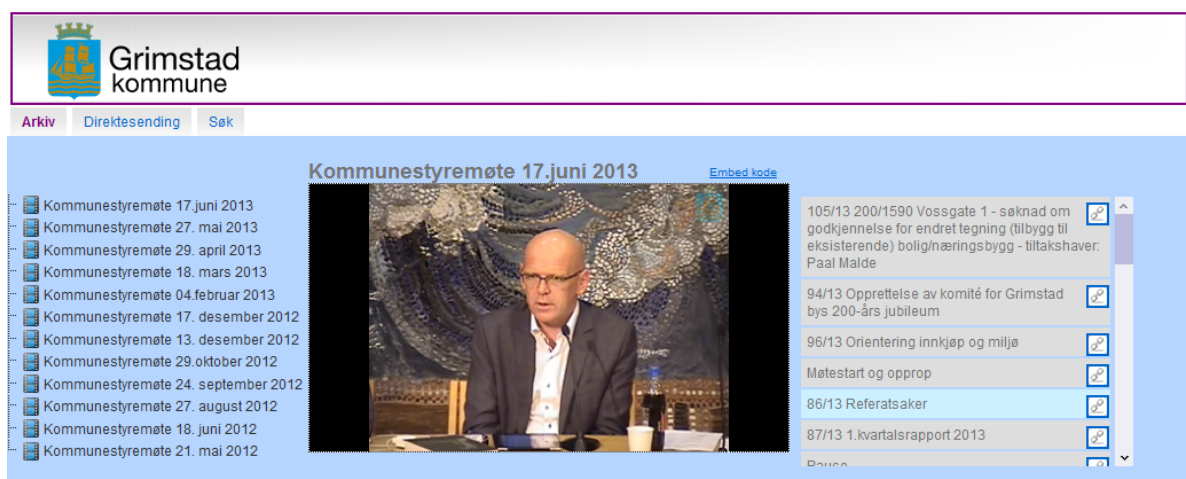 Grimstad
kommune
Arkiv
Direktesending
Søk
Kommunestyremøte 17.juni 2013
Embed kode
Kommunestyremøte 17.juni 2013
Kommunestyremøte 27. mai 2013
Kommunestyremøte 29. april 2013
Kommunestyremøte 18. mars 2013
Kommunestyremøte 04.februar 2013
Kommunestyremøte 17. desember 2012
Kommunestyremøte 13. desember 2012
Kommunestyremøte 29.oktober 2012
Kommunestyremøte 24. september 2012
Kommunestyremøte 27. august 2012
Kommunestyremøte 18. juni 2012
Kommunestyremøte 21. mai 2012
105/13 200/1590 Vossgate 1 - søknad om
godkjennelse for endret tegning (tilbygg til
eksisterende) bolig/næringsbygg - tiltakshaver:
Paal Malde
94/13 Opprettelse av komité for Grimstad
bys 200-års jubileum
96/13 Orientering innkjøp og miljø
Møtestart og opprop
86/13 Referatsaker
87/13 1.kvartalsrapport 2013
Pause